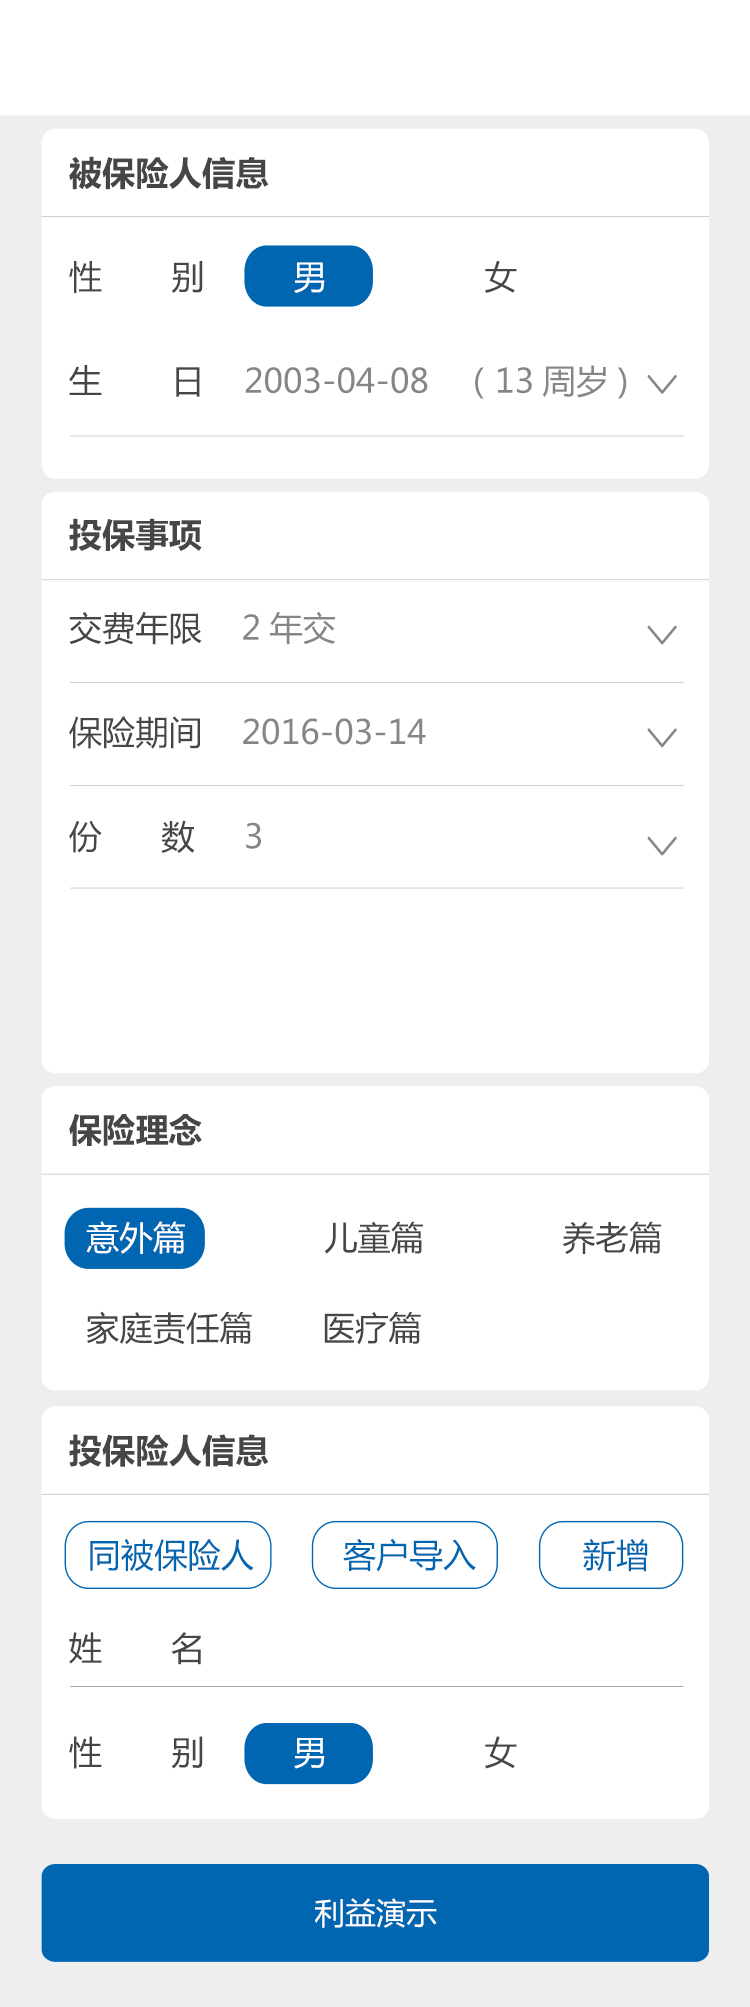 被保险人信息
性 别 男 女
生 日 2003-04-08 （13 周岁）
投保事项
交费年限 2 年交
保险期间 2016-03-14
份 数 3
保险理念
意外篇 儿童篇 养老篇
家庭责任篇 医疗篇
投保险人信息
同被保险人 客户导入 新增
姓 名
性 别 男 女
利益演示